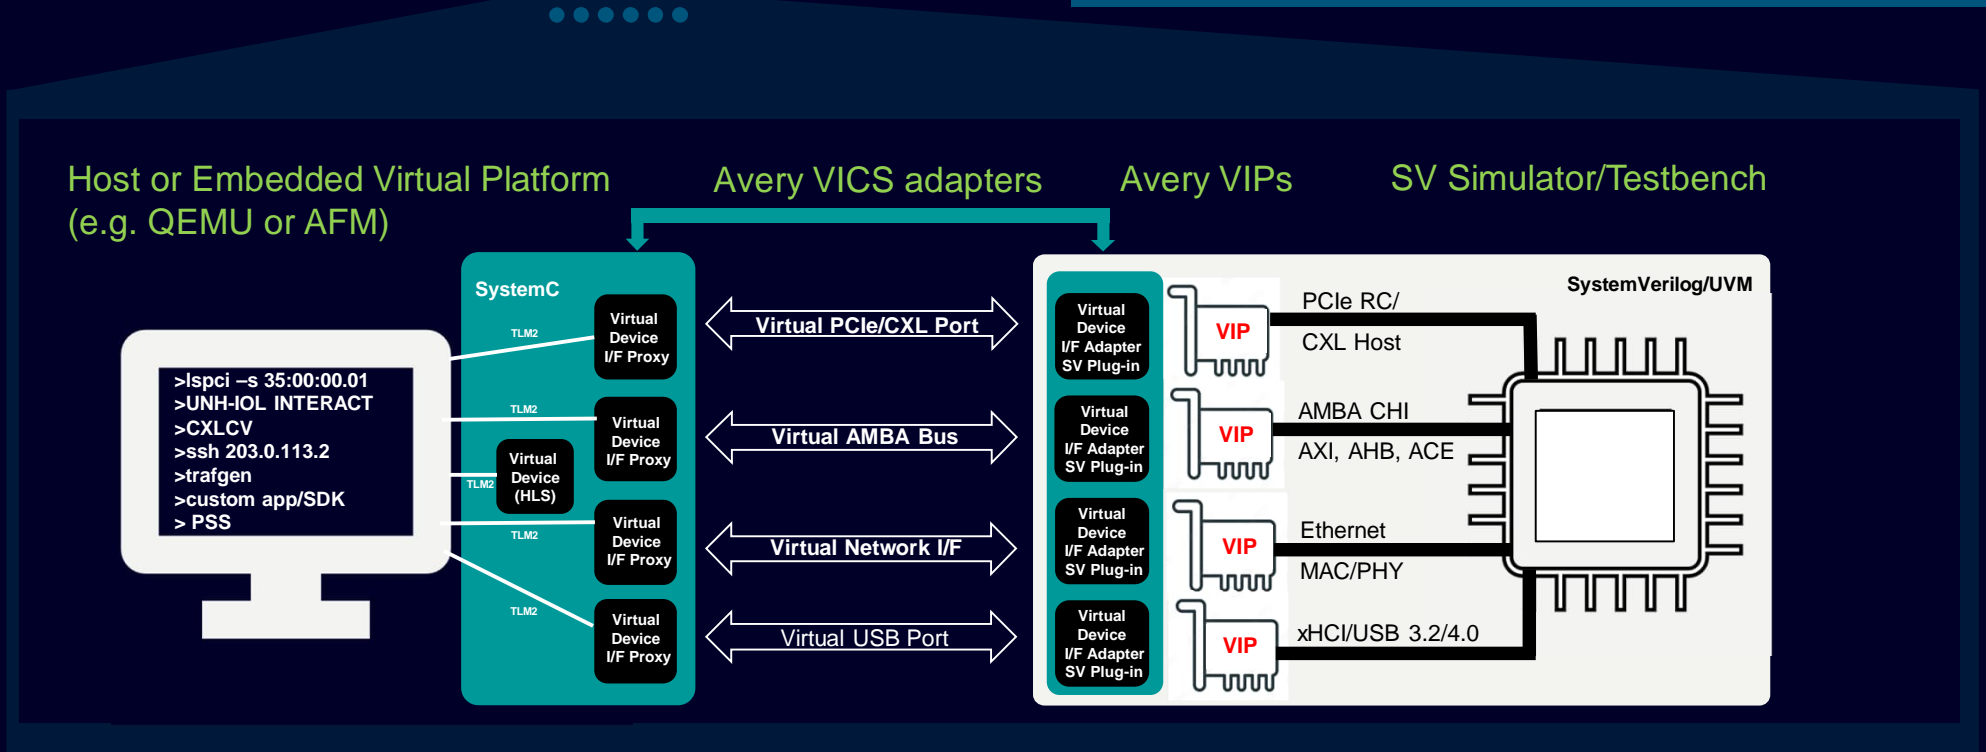 Host or Embedded Virtual Platform
(e.g. QEMU or AFM)
Avery VICS adapters
Avery VIPs
SV Simulator/Testbench
>lspci –s 35:00:00.01
>UNH-IOL INTERACT
>CXLCV
>ssh 203.0.113.2
>trafgen
>custom app/SDK
> PSS
SystemC
TLM2
TLM2
TLM2
TLM2
TLM2
Virtual
Device
I/F Proxy
Virtual
Device
I/F Proxy
Virtual
Device
(HLS)
Virtual
Device
I/F Proxy
Virtual
Device
I/F Proxy
Virtual PCIe/CXL Port
Virtual AMBA Bus
Virtual Network I/F
Virtual USB Port
SystemVerilog/UVM
Virtual
Device
I/F Adapter
SV Plug-in
VIP
PCIe RC/
CXL Host
Virtual
Device
I/F Adapter
SV Plug-in
VIP
AMBA CHI
AXI, AHB, ACE
Virtual
Device
I/F Adapter
SV Plug-in
VIP
Ethernet
MAC/PHY
Virtual
Device
I/F Adapter
SV Plug-in
VIP
xHCI/USB 3.2/4.0